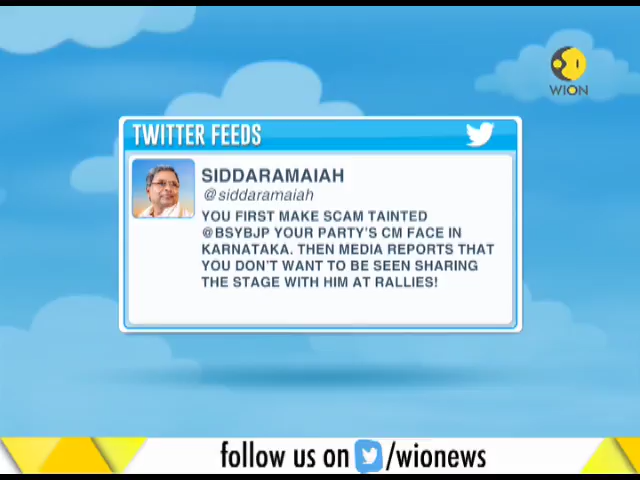 WION
TWITTER FEEDS
SIDDARAMAIAH
@siddaramaiah
YOU FIRST MAKE SCAM TAINTED
@BSYBJP YOUR PARTY'S CM FACE IN
KARNATAKA. THEN MEDIA REPORTS THAT
YOU DON'T WANT TO BE SEEN SHARING
THE STAGE WITH HIM AT RALLIES!
follow us on /wionews